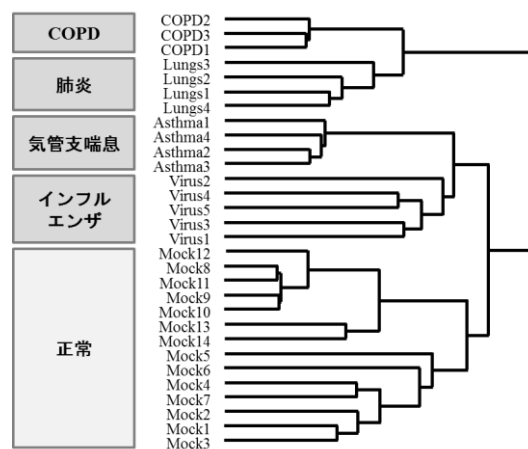 COPD
肺炎
気管支喘息
インフル
エンザ
正常
COPD2
COPD3
COPD1
Lungs3
Lungs2
Lungs1
Lungs4
Asthma1
Asthma4
Asthma2
Asthma3
Virus2
Virus4
Virus5
Virus3
Virus1
Mock12
Mock8
Mock11
Mock9
Mock10
Mock13
Mock14
Mock5
Mock6
Mock4
Mock7
Mock2
Mock1
Mock3